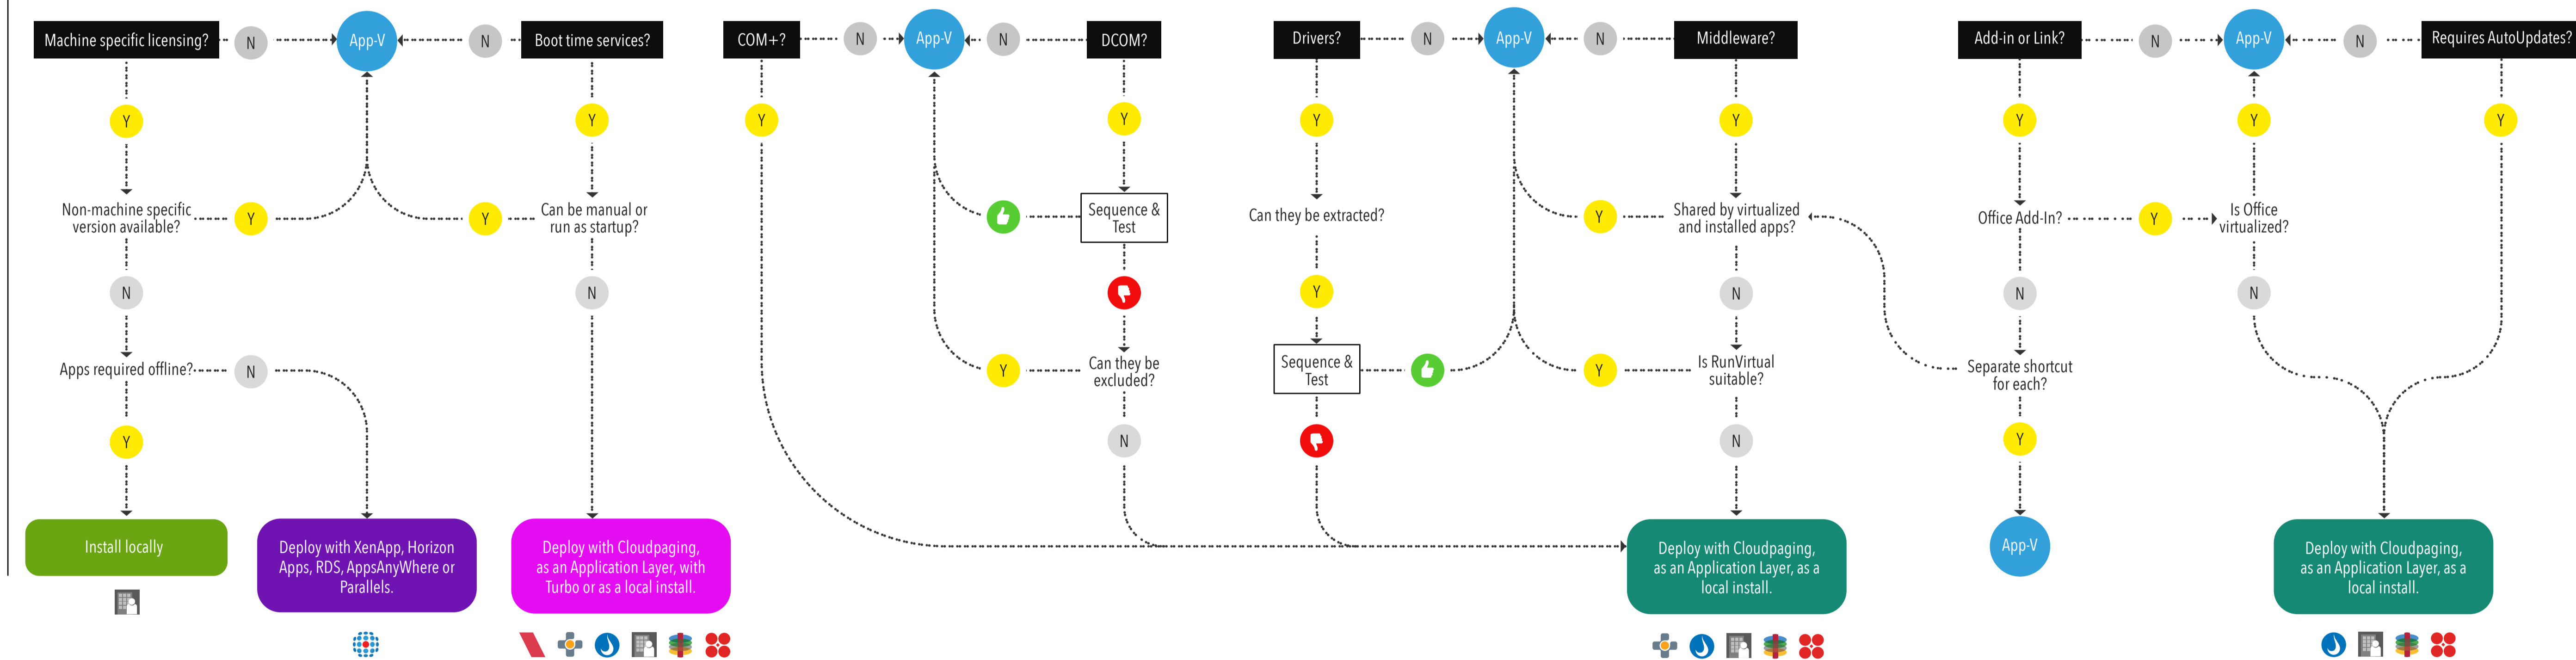 Machine specific licensing?
N
App-V
N
Boot time services?
COM+?
N
App-V
N
DCOM?
Drivers?
N
App-V
N
Middleware?
Add-in or Link?
N
App-V
N
Requires AutoUpdates?
Y
Y
Y
Y
Y
Y
Y
Y
Y
Non-machine specific
version available?
Y
Y
Can be manual or
run as startup?
Sequence &
Test
Can they be extracted?
Y
Shared by virtualized
and installed apps?
Office Add-In?
Y
Is Office
virtualized?
N
N
Y
N
N
N
Apps required offline?
N
Y
Can they be
excluded?
Sequence &
Test
Y
Is RunVirtual
suitable?
Separate shortcut
for each?
Y
N
N
Y
Install locally
Deploy with XenApp, Horizon
Apps, RDS, AppsAnyWhere or
Parallels.
Deploy with Cloudpaging,
as an Application Layer, with
Turbo or as a local install.
Deploy with Cloudpaging,
as an Application Layer, as a
local install.
App-V
Deploy with Cloudpaging,
as an Application Layer, as a
local install.